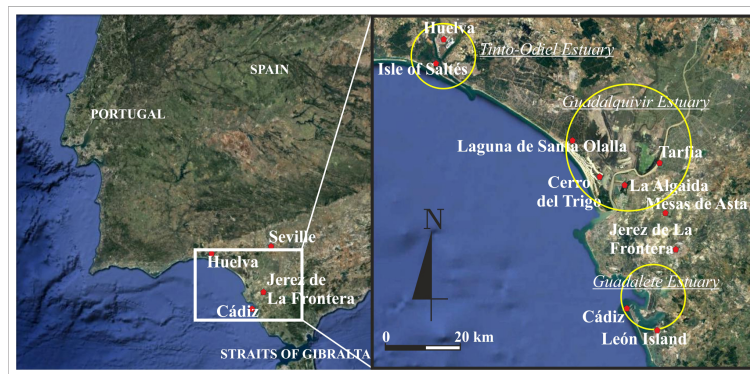 SPAIN
PORTUGAL
Seville
Huelva
Jerez de
La Frontera
Cádiz
STRAITS OF GIBRALTA
Huelva
Tinto-Odiel Estuary
Isle of Saltés
Guadalquivir Estuary
Laguna de Santa Olalla
Tarfia
Cerro
del Trigo
La Algaida
Mesas de Asta
Jerez de La
Frontera
N
Guadalete Estuary
Cádiz
León Island
0 20 km